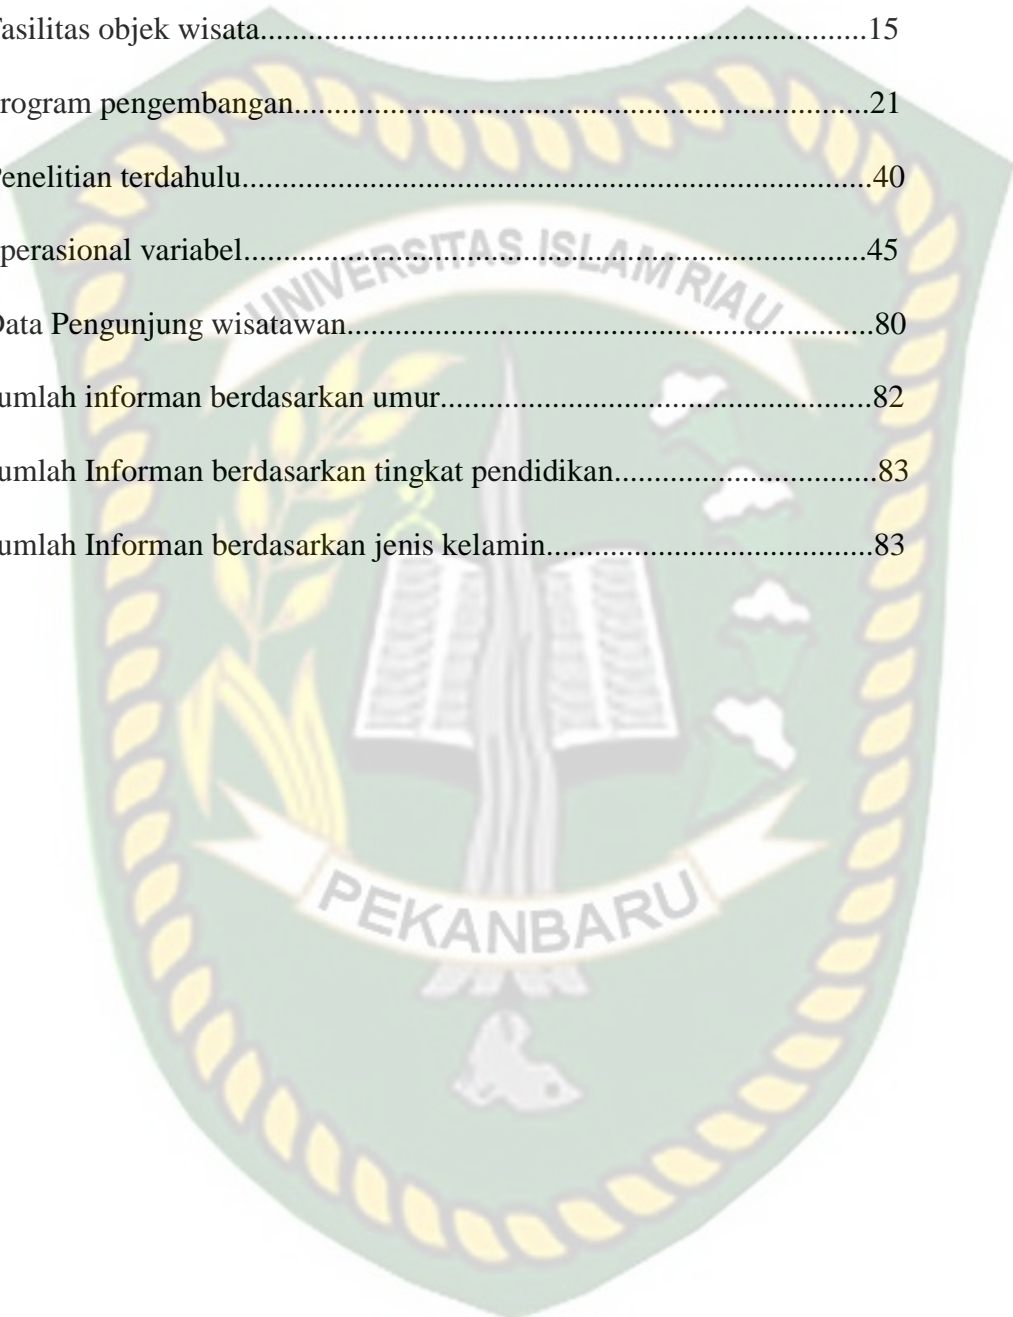 asilitas objek wisata...........................................................................15
rogram pengembangan.......................................................................21
enelitian terdahulu..............................................................................40
perasional variabel.............................................................................45
UNIVERSITAS ISLAM RIAU
Data Pengunjung wisatawan.................................................................80
umlah informan berdasarkan umur.....................................................82
umlah Informan berdasarkan tingkat pendidikan................................83
umlah Informan berdasarkan jenis kelamin........................................83
PEKANBARU